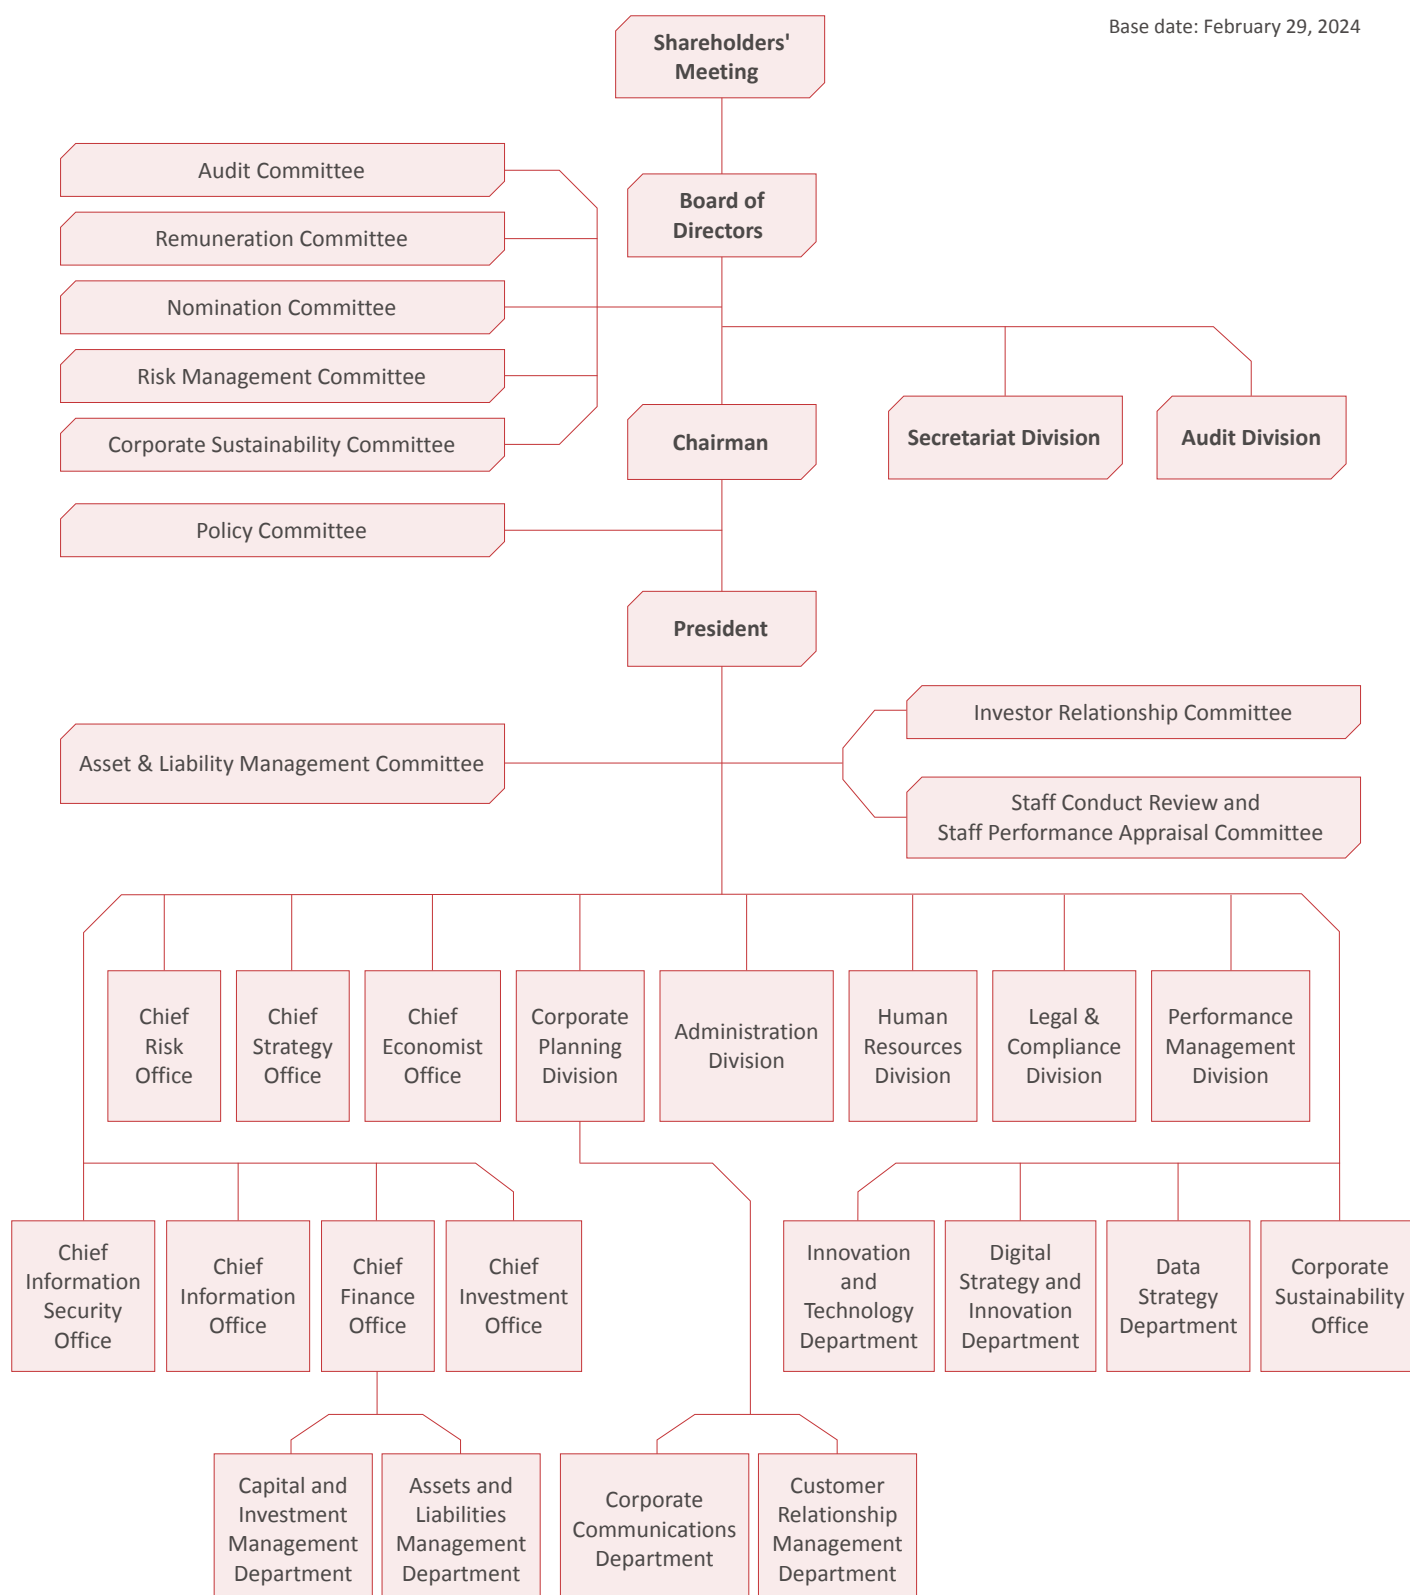 Base date: February 29, 2024
Shareholders'
Meeting
Audit Committee
Board of
Directors
Remuneration Committee
Nomination Committee
Risk Management Committee
Corporate Sustainability Committee
Chairman
Secretariat Division
Audit Division
Policy Committee
President
Investor Relationship Committee
Asset & Liability Management Committee
Staff Conduct Review and
Staff Performance Appraisal Committee
Chief
Risk
Office
Chief
Strategy
Office
Chief
Economist
Office
Corporate
Planning
Division
Administration
Division
Human
Resources
Division
Legal &
Compliance
Division
Performance
Management
Division
Chief
Information
Security
Office
Chief
Information
Office
Chief
Finance
Office
Chief
Investment
Office
Innovation
and
Technology
Department
Digital
Strategy and
Innovation
Department
Data
Strategy
Department
Corporate
Sustainability
Office
Capital and
Investment
Management
Department
Assets and
Liabilities
Management
Department
Corporate
Communications
Department
Customer
Relationship
Management
Department